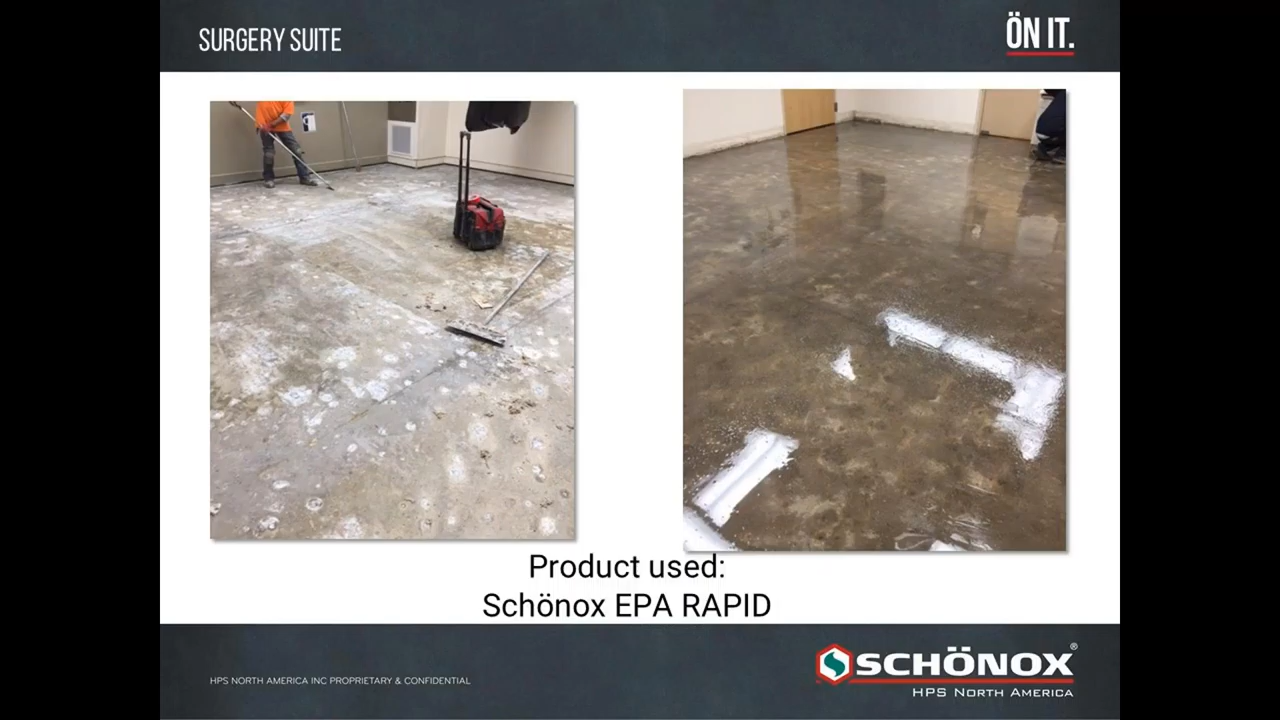 SURGERY SUITE
ÖN IT.
Product used:
Schönox EPA RAPID
HPS NORTH AMERICA INC PROPRIETARY & CONFIDENTIAL
SCHÖNOX®
HPS NORTH AMERICA